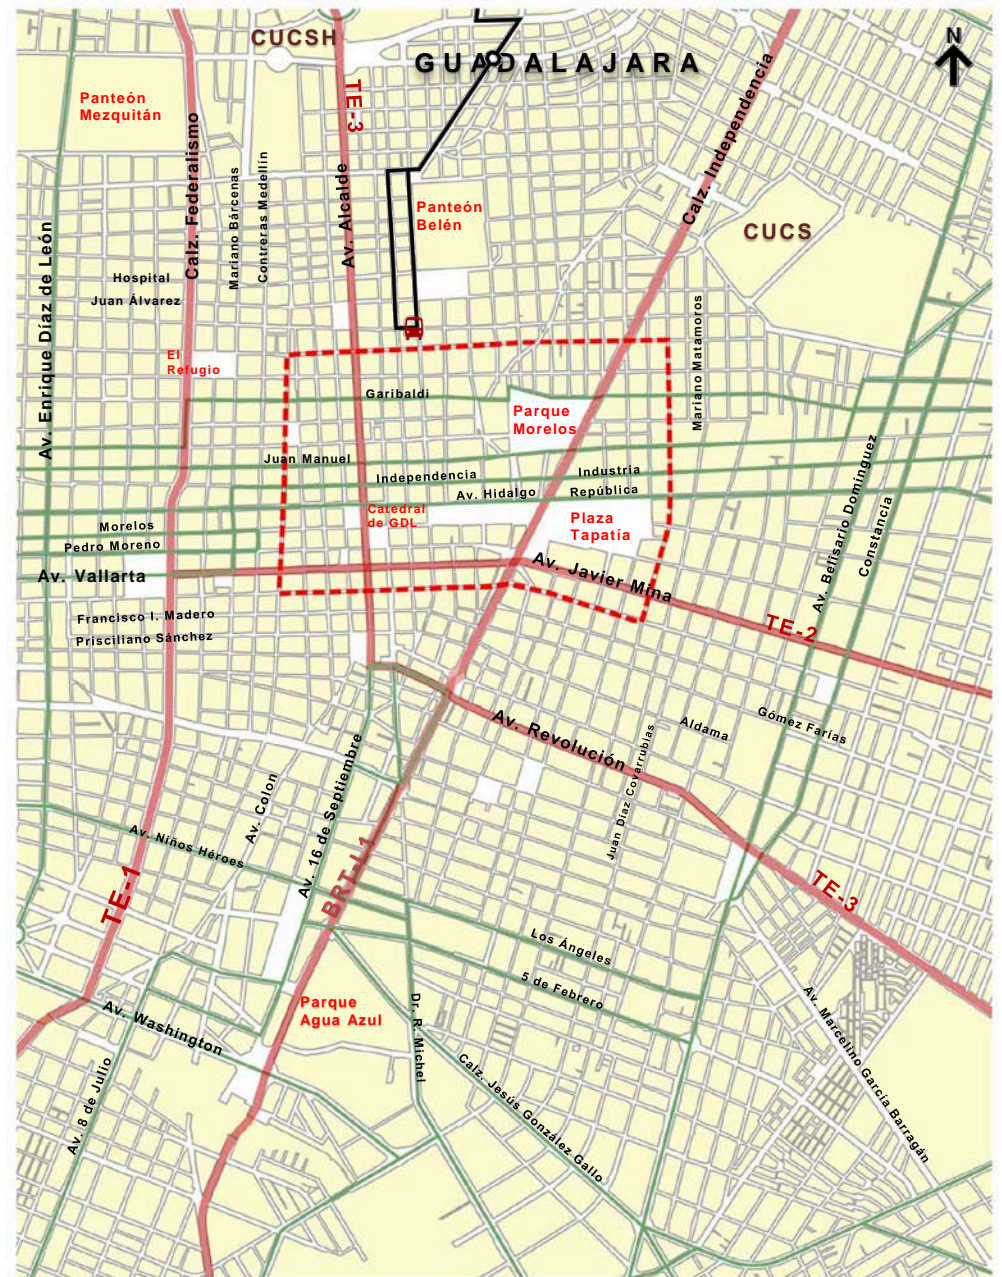 CUCSH
GUADALAJARA
N
TE-3
Panteón
Mezquitán
Calz. Federalismo
Mariano Bárcenas
Contreras Medellín
Av. Alcalde
Calz. Independencia
Panteón
Belén
CUCS
Av. Enrique Díaz de León
Hospital
Juan Álvarez
Mariano Matamoros
El
Refugio
Garibaldi
Parque
Morelos
Juan Manuel
Independencia
Industria
Av. Hidalgo
República
Catedral
de GDL
Plaza
Tapatía
Av. Belisario Domínguez
Constancia
Morelos
Pedro Moreno
Av. Vallarta
Av. Javier Mina
Francisco I. Madero
Prisciliano Sánchez
TE-2
Av. Revolución
Juan Díaz Covarrubias
Aldama
Gómez Farías
Av. Colon
Av. 16 de Septiembre
Av. Niños Héroes
TE-1
BRT-L1
TE-3
Los Ángeles
5 de Febrero
Parque
Agua Azul
Dr. R. Michel
Av. Washington
Av. Marcelino García Barragán
Calz. Jesús González Gallo
Av. 8 de Julio